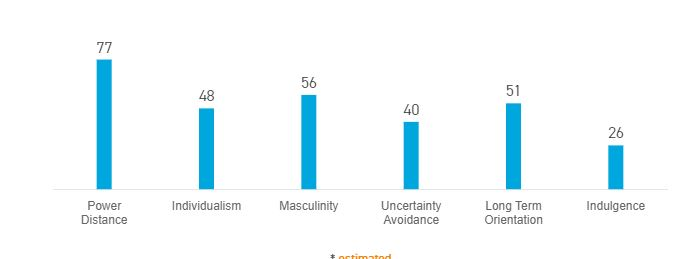 77
48
56
40
51
26
Power
Distance
Individualism
Masculinity
Uncertainty
Avoidance
Long Term
Orientation
Indulgence
* estimated